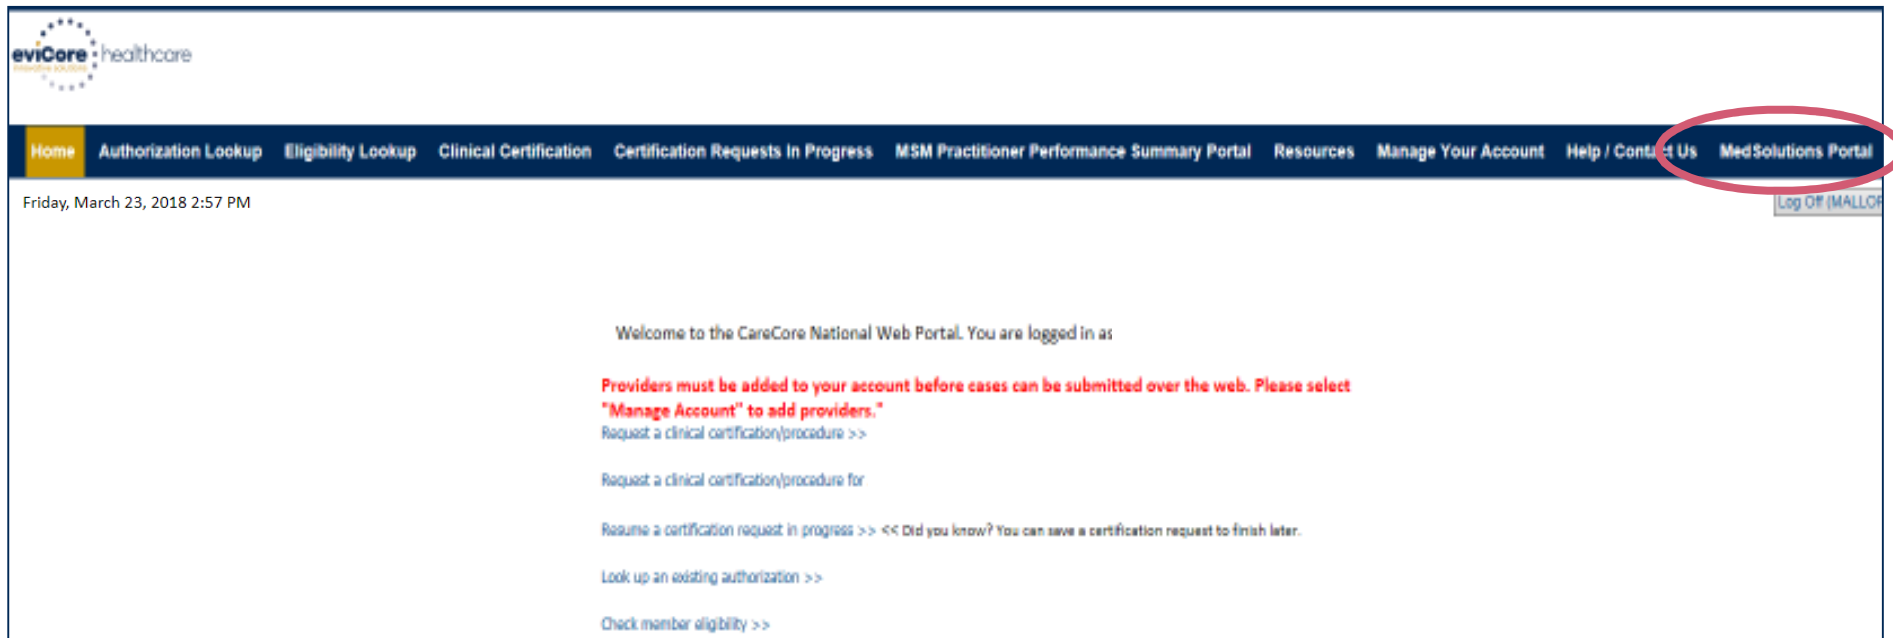 eviCore healthcare
innovative solutions
Home Authorization Lookup Eligibility Lookup Clinical Certification Certification Requests In Progress MSM Practitioner Performance Summary Portal Resources Manage Your Account Help / Contact Us MedSolutions Portal
Friday, March 23, 2018 2:57 PM
Log Off (MALLOR
Welcome to the CareCore National Web Portal. You are logged in as
Providers must be added to your account before cases can be submitted over the web. Please select
"Manage Account" to add providers."
Request a clinical certification/procedure >>
Request a clinical certification/procedure for
Resume a certification request in progress >> << Did you know? You can save a certification request to finish later.
Look up an existing authorization >>
Check member eligibility >>